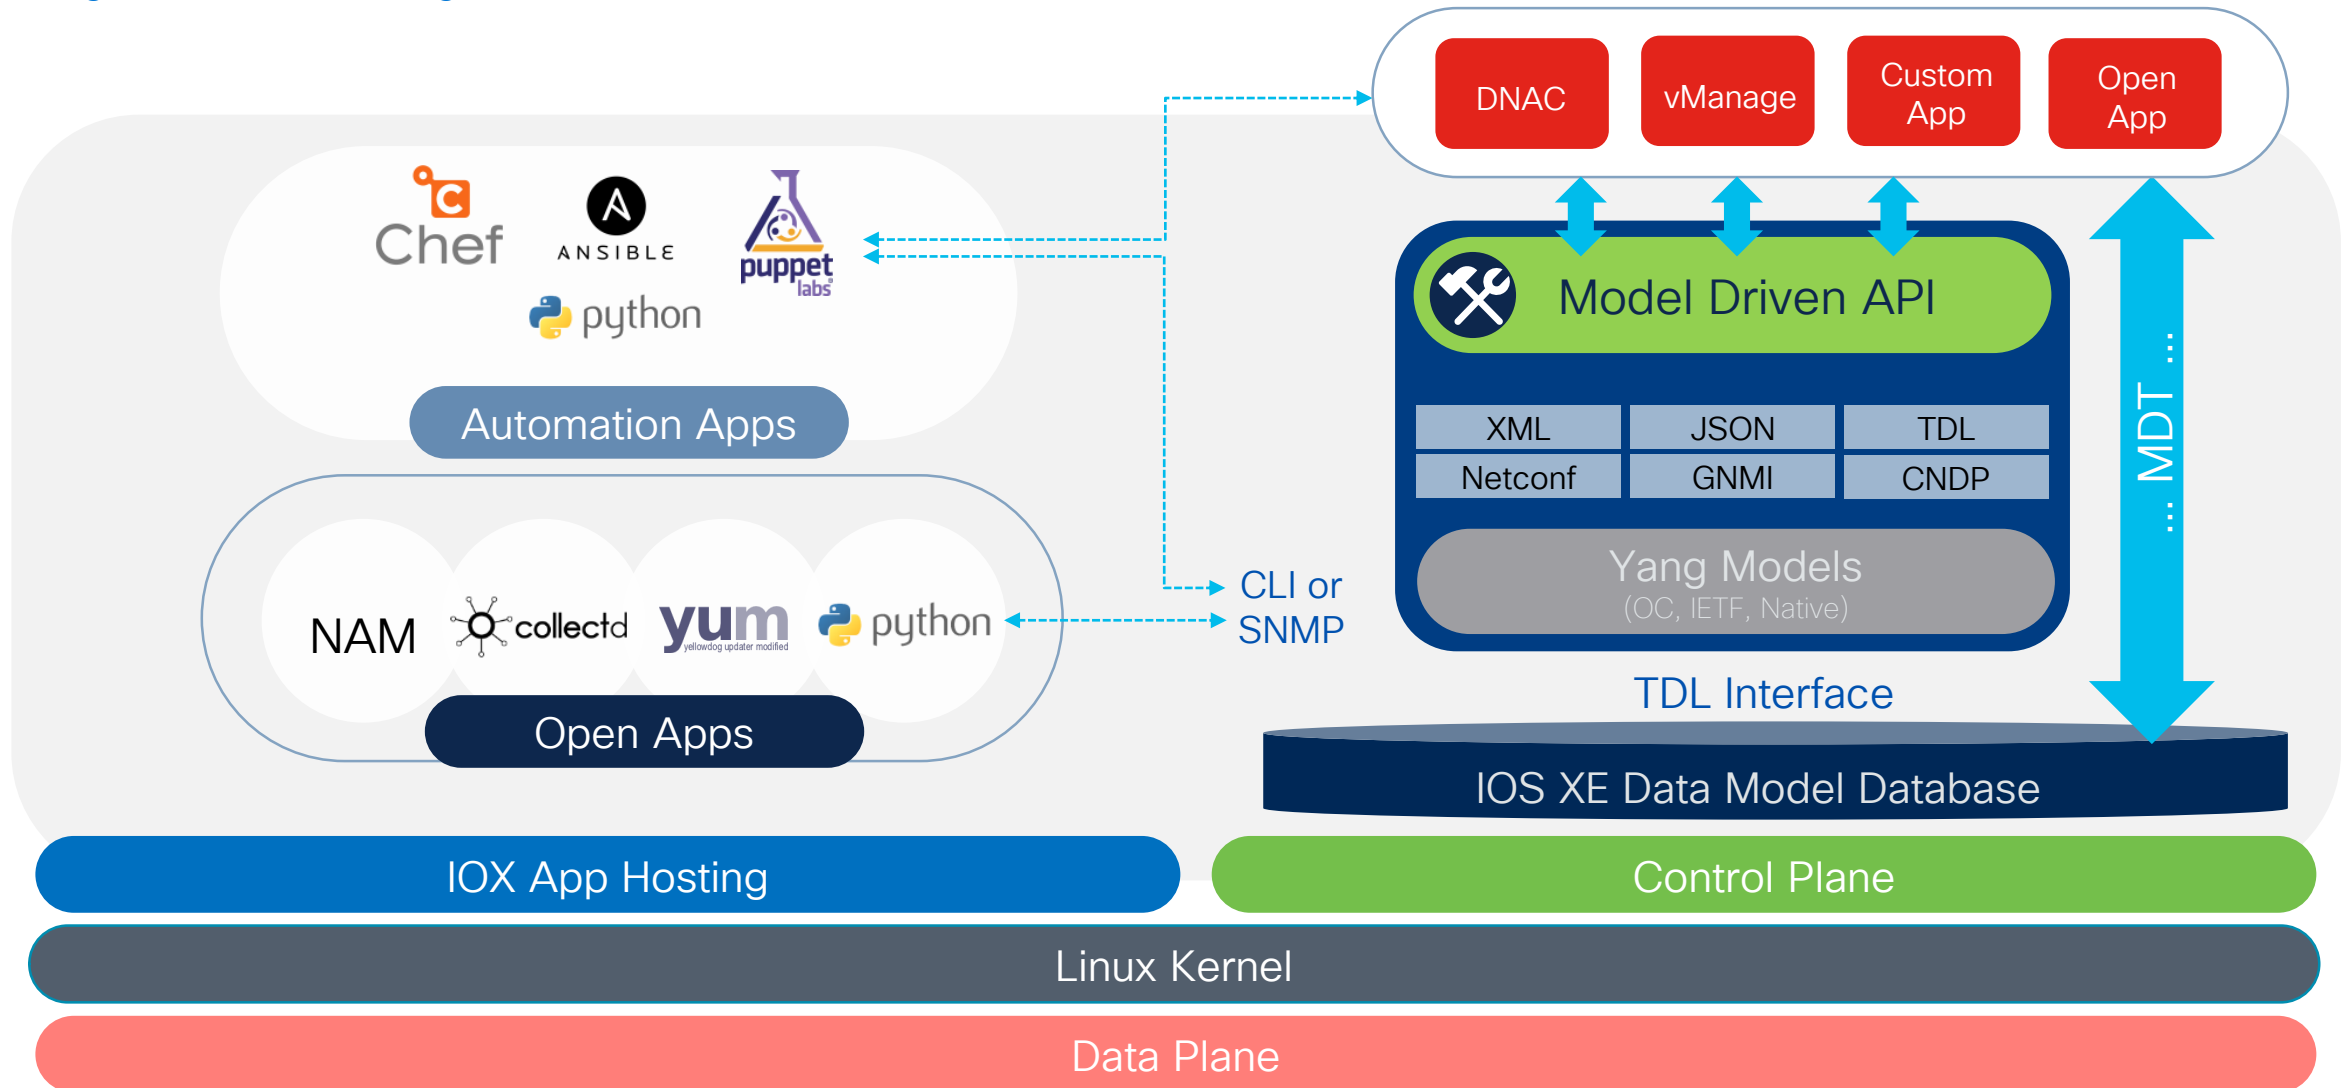 DNAC
vManage
Custom
App
Open
App
Chef
ANSIBLE
puppet
labs
python
Automation Apps
Model Driven API
XML
JSON
TDL
Netconf
GNMI
CNDP
... MDT ...
Yang Models
(OC, IETF, Native)
NAM
collectd
yum
yellowdog updater modified
python
Open Apps
CLI or
SNMP
TDL Interface
IOS XE Data Model Database
IOX App Hosting
Control Plane
Linux Kernel
Data Plane